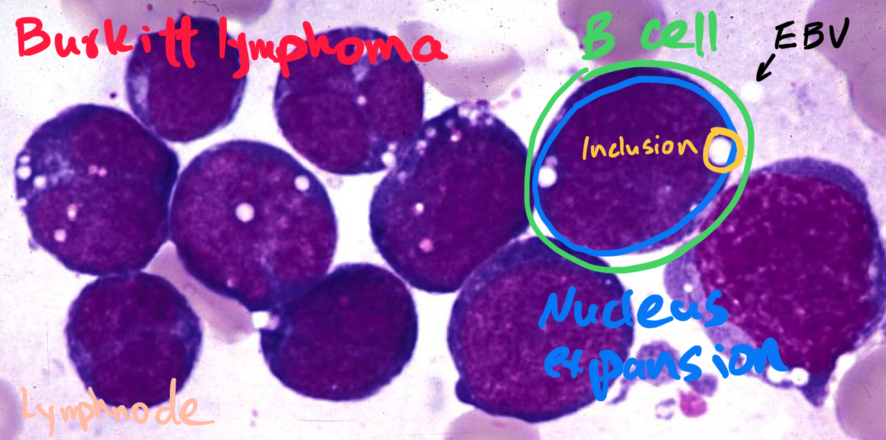 Burkitt lymphoma
B cell
EBV
Inclusion
Nucleus
expansion
Lymphnode